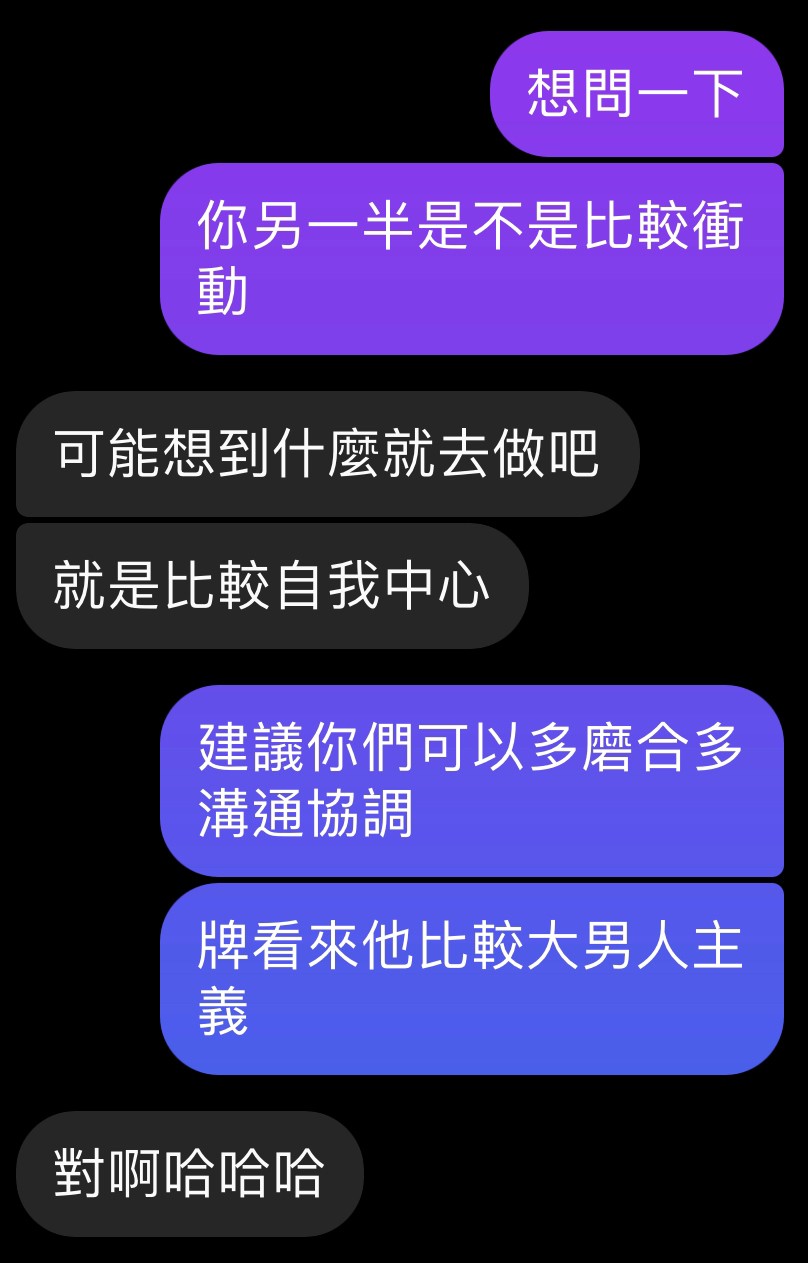 想問一下
你另一半是不是比較衝
動
可能想到什麼就去做吧
就是比較自我中心
建議你們可以多磨合多
溝通協調
牌看來他比較大男人主
義
對啊哈哈哈